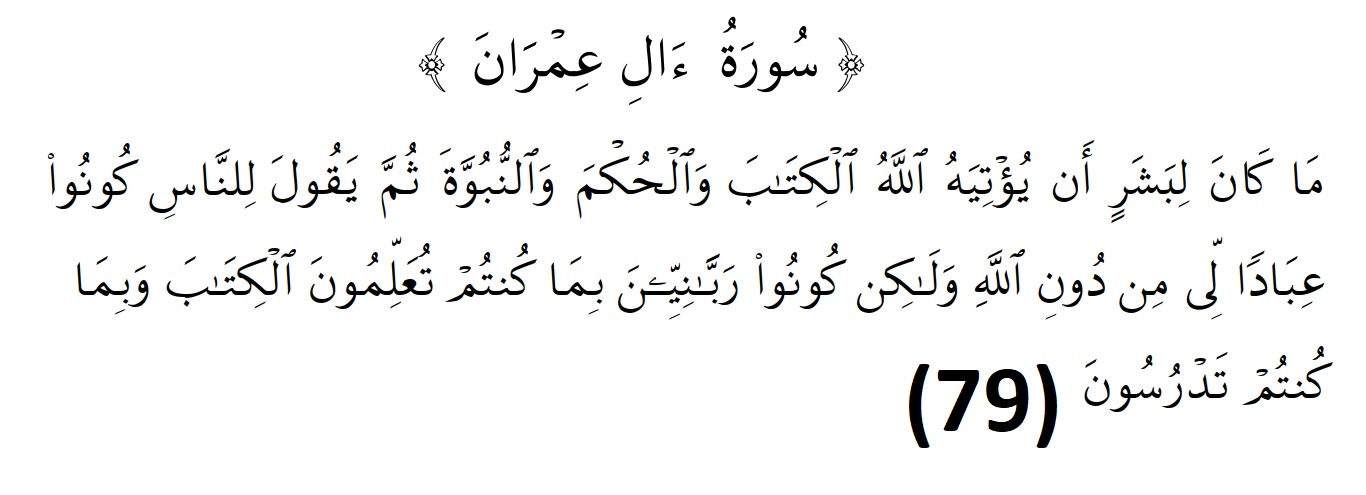 ﴿ سُورَةُ ءَالِ عِمْرَانَ ﴾
مَا كَانَ لِبَشَرٍ أَن يُؤْتِيَهُ ٱللَّهُ ٱلْكِتَٰبَ وَٱلْحُكْمَ وَٱلنُّبُوَّةَ ثُمَّ يَقُولَ لِلنَّاسِ كُونُوا۟
عِبَادًا لِّى مِن دُونِ ٱللَّهِ وَلَٰكِن كُونُوا۟ رَبَّٰنِيِّـۧنَ بِمَا كُنتُمْ تُعَلِّمُونَ ٱلْكِتَٰبَ وَبِمَا
كُنتُمْ تَدْرُسُونَ (79)